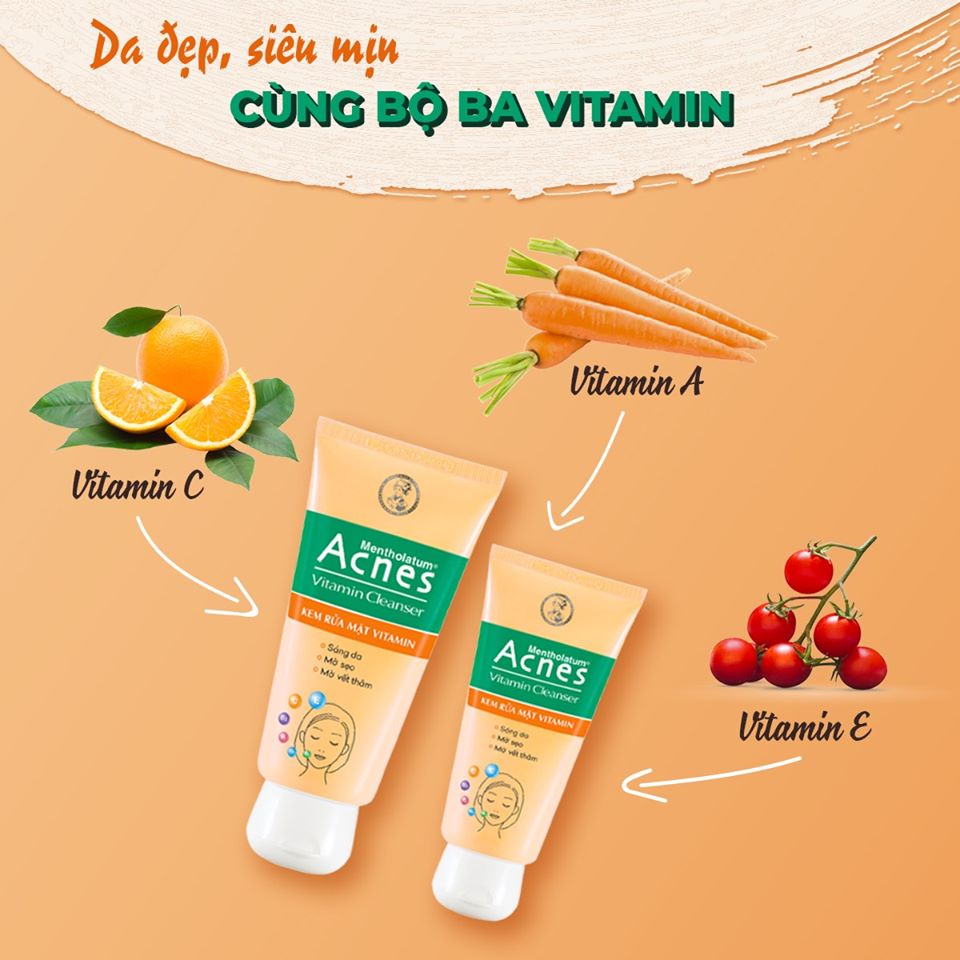 Da đẹp, siêu mịn
CÙNG BỘ BA VITAMIN
Vitamin A
Vitamin C
Mentholatum®
Acnes
Vitamin Cleanser
KEM RỬA MẶT VITAMIN
Sáng da
Mờ sẹo
Mờ vết thâm
Mentholatum®
Acnes
Vitamin Cleanser
KEM RỬA MẶT VITAMIN
Sáng da
Mờ sẹo
Mờ vết thâm
Vitamin E